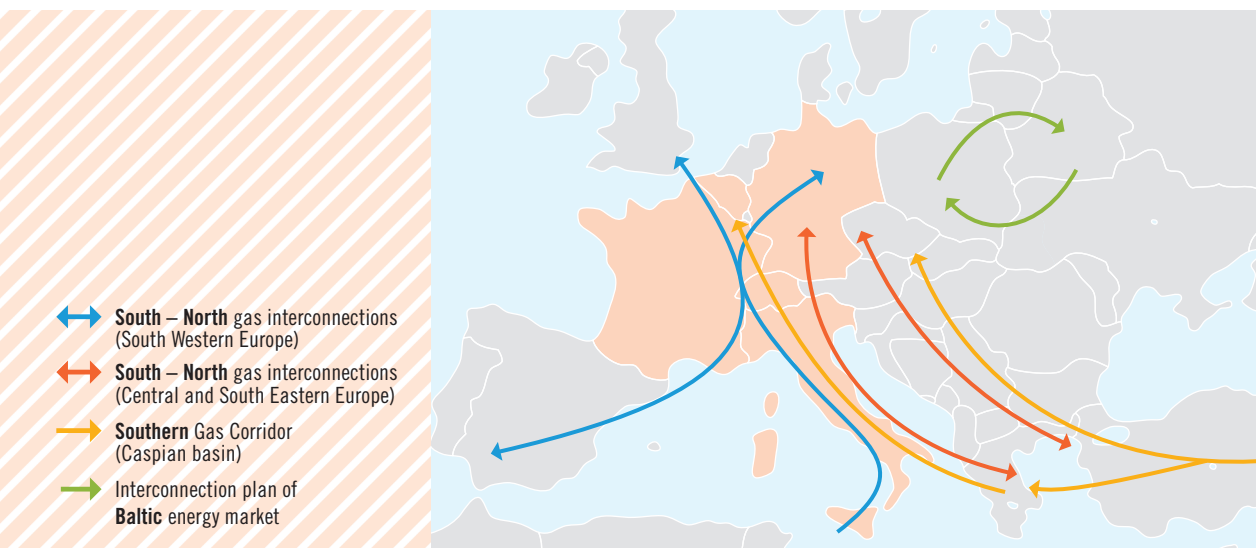 South – North gas interconnections
(South Western Europe)
South – North gas interconnections
(Central and South Eastern Europe)
Southern Gas Corridor
(Caspian basin)
Interconnection plan of
Baltic energy market